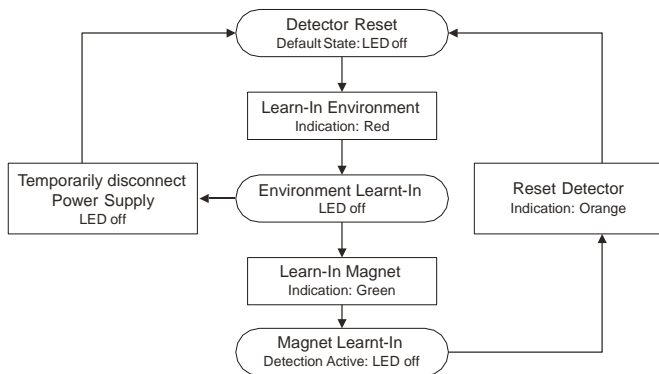 Detector Reset
Default State: LED off
Learn-In Environment
Indication: Red
Temporarily disconnect
Power Supply
LED off
Environment Learnt-In
LED off
Reset Detector
Indication: Orange
Learn-In Magnet
Indication: Green
Magnet Learnt-In
Detection Active: LED off